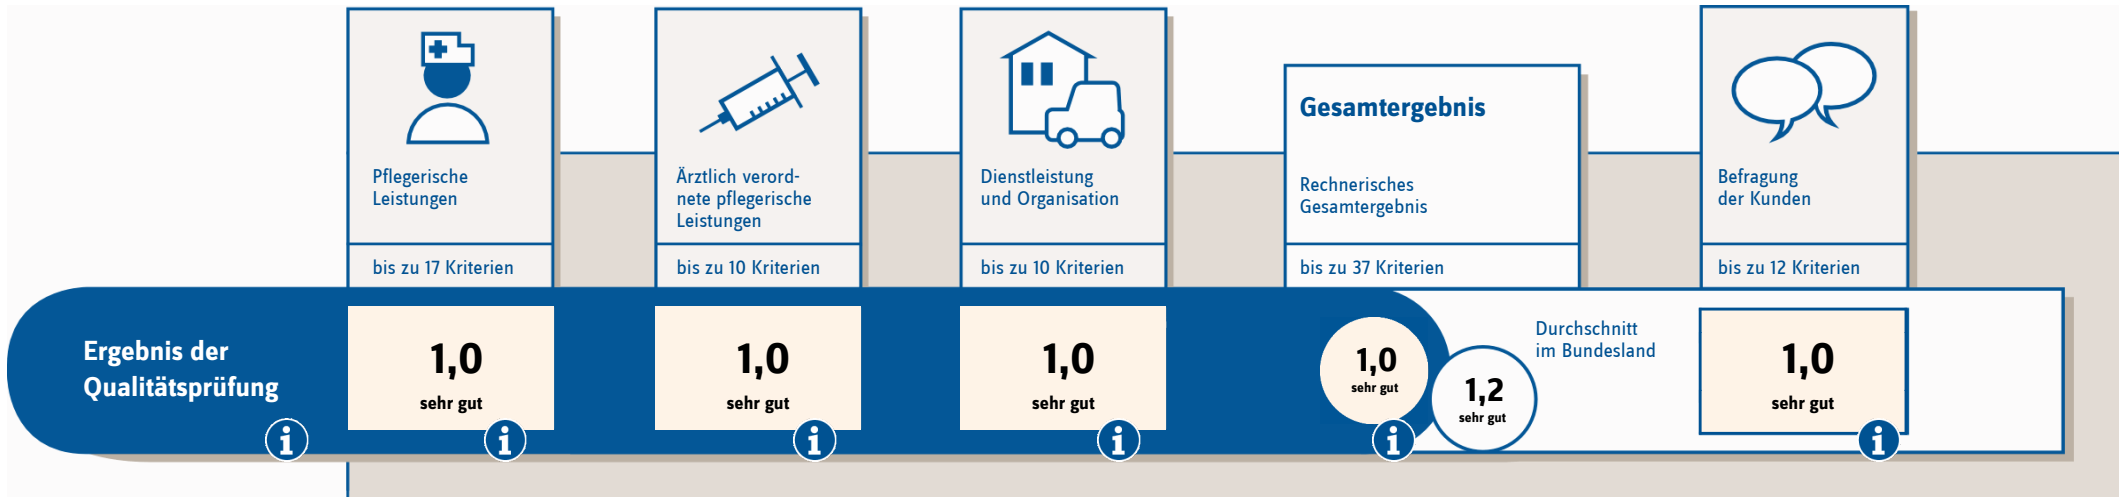 Pflegerische
Leistungen
bis zu 17 Kriterien
Ärztlich verord-
nete pflegerische
Leistungen
bis zu 10 Kriterien
Dienstleistung
und Organisation
bis zu 10 Kriterien
Gesamtergebnis
Rechnerisches
Gesamtergebnis
bis zu 37 Kriterien
Befragung
der Kunden
bis zu 12 Kriterien
Ergebnis der
Qualitätsprüfung
i
1,0
sehr gut
i
1,0
sehr gut
i
1,0
sehr gut
i
1,0
sehr gut
i
1,2
sehr gut
Durchschnitt
im Bundesland
1,0
sehr gut
i